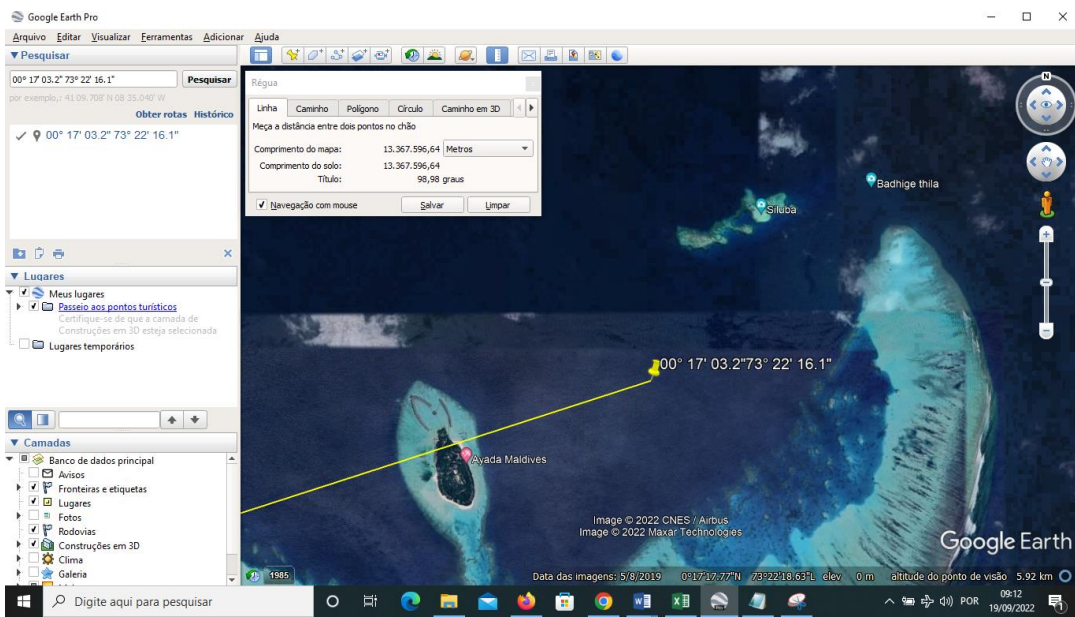 Google Earth Pro
Arquivo Editar Visualizar Ferramentas Adicionar Ajuda
Pesquisar
00° 17' 03.2" 73° 22' 16.1"
Pesquisar
por exemplo,: 41 09.708' N 08 35.040' W
Obter rotas Histórico
00° 17' 03.2" 73° 22' 16.1"
Lugares
Meus lugares
Passeio aos pontos turísticos
Certifique-se de que a camada de
Construções em 3D esteja selecionada
Lugares temporários
Camadas
Banco de dados principal
Avisos
Fronteiras e etiquetas
Lugares
Fotos
Rodovias
Construções em 3D
Clima
Galeria
Régua
Linha Caminho Polígono Círculo Caminho em 3D
Meça a distância entre dois pontos no chão
Comprimento do mapa: 13.367.596,64 Metros
Comprimento do solo: 13.367.596,64
Título: 98,98 graus
Navegação com mouse Salvar Limpar
N
Badhige thila
Siluba
00° 17' 03.2"73° 22' 16.1"
Ayada Maldives
Image © 2022 CNES / Airbus
Image © 2022 Maxar Technologies
Google Earth
1985
Data das imagens: 5/8/2019 0°17'17.77"N 73°22'18.63"L elev 0 m altitude do ponto de visão 5.92 km
Digite aqui para pesquisar
POR
09:12
19/09/2022